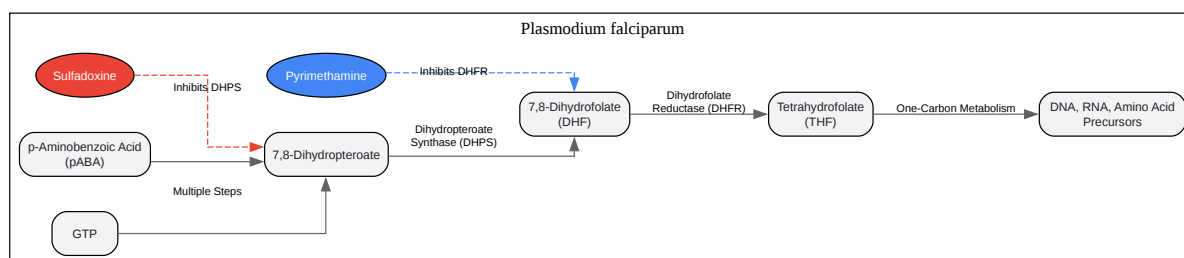 Plasmodium falciparum
Sulfadoxine
Pyrimethamine
Inhibits DHFR
Inhibits DHPS
7,8-Dihydrofolate
(DHF)
Dihydrofolate
Reductase (DHFR)
Tetrahydrofolate
(THF)
One-Carbon Metabolism
DNA, RNA, Amino Acid
Precursors
p-Aminobenzoic Acid
(pABA)
7,8-Dihydropteroate
Dihydropteroate
Synthase (DHPS)
Multiple Steps
GTP